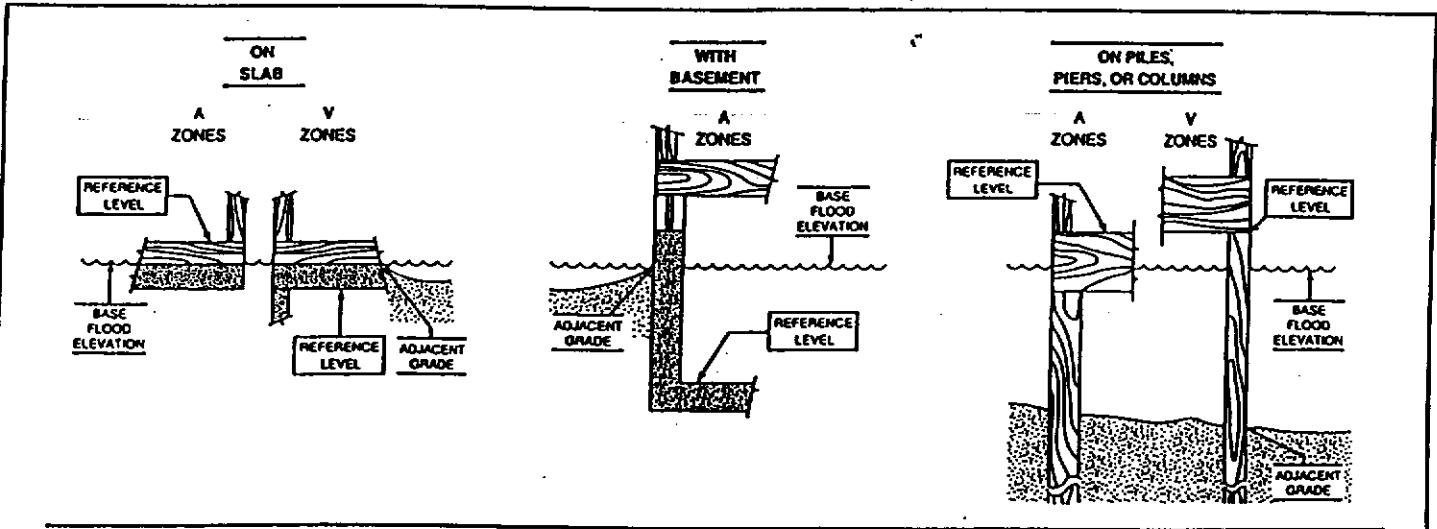 ON
SLAB
A
ZONES
V
ZONES
REFERENCE
LEVEL
BASE
FLOOD
ELEVATION
REFERENCE
LEVEL
ADJACENT
GRADE
WITH
BASEMENT
A
ZONES
BASE
FLOOD
ELEVATION
ADJACENT
GRADE
REFERENCE
LEVEL
ON PILES,
PIERS, OR COLUMNS
A
ZONES
V
ZONES
REFERENCE
LEVEL
REFERENCE
LEVEL
BASE
FLOOD
ELEVATION
ADJACENT
GRADE